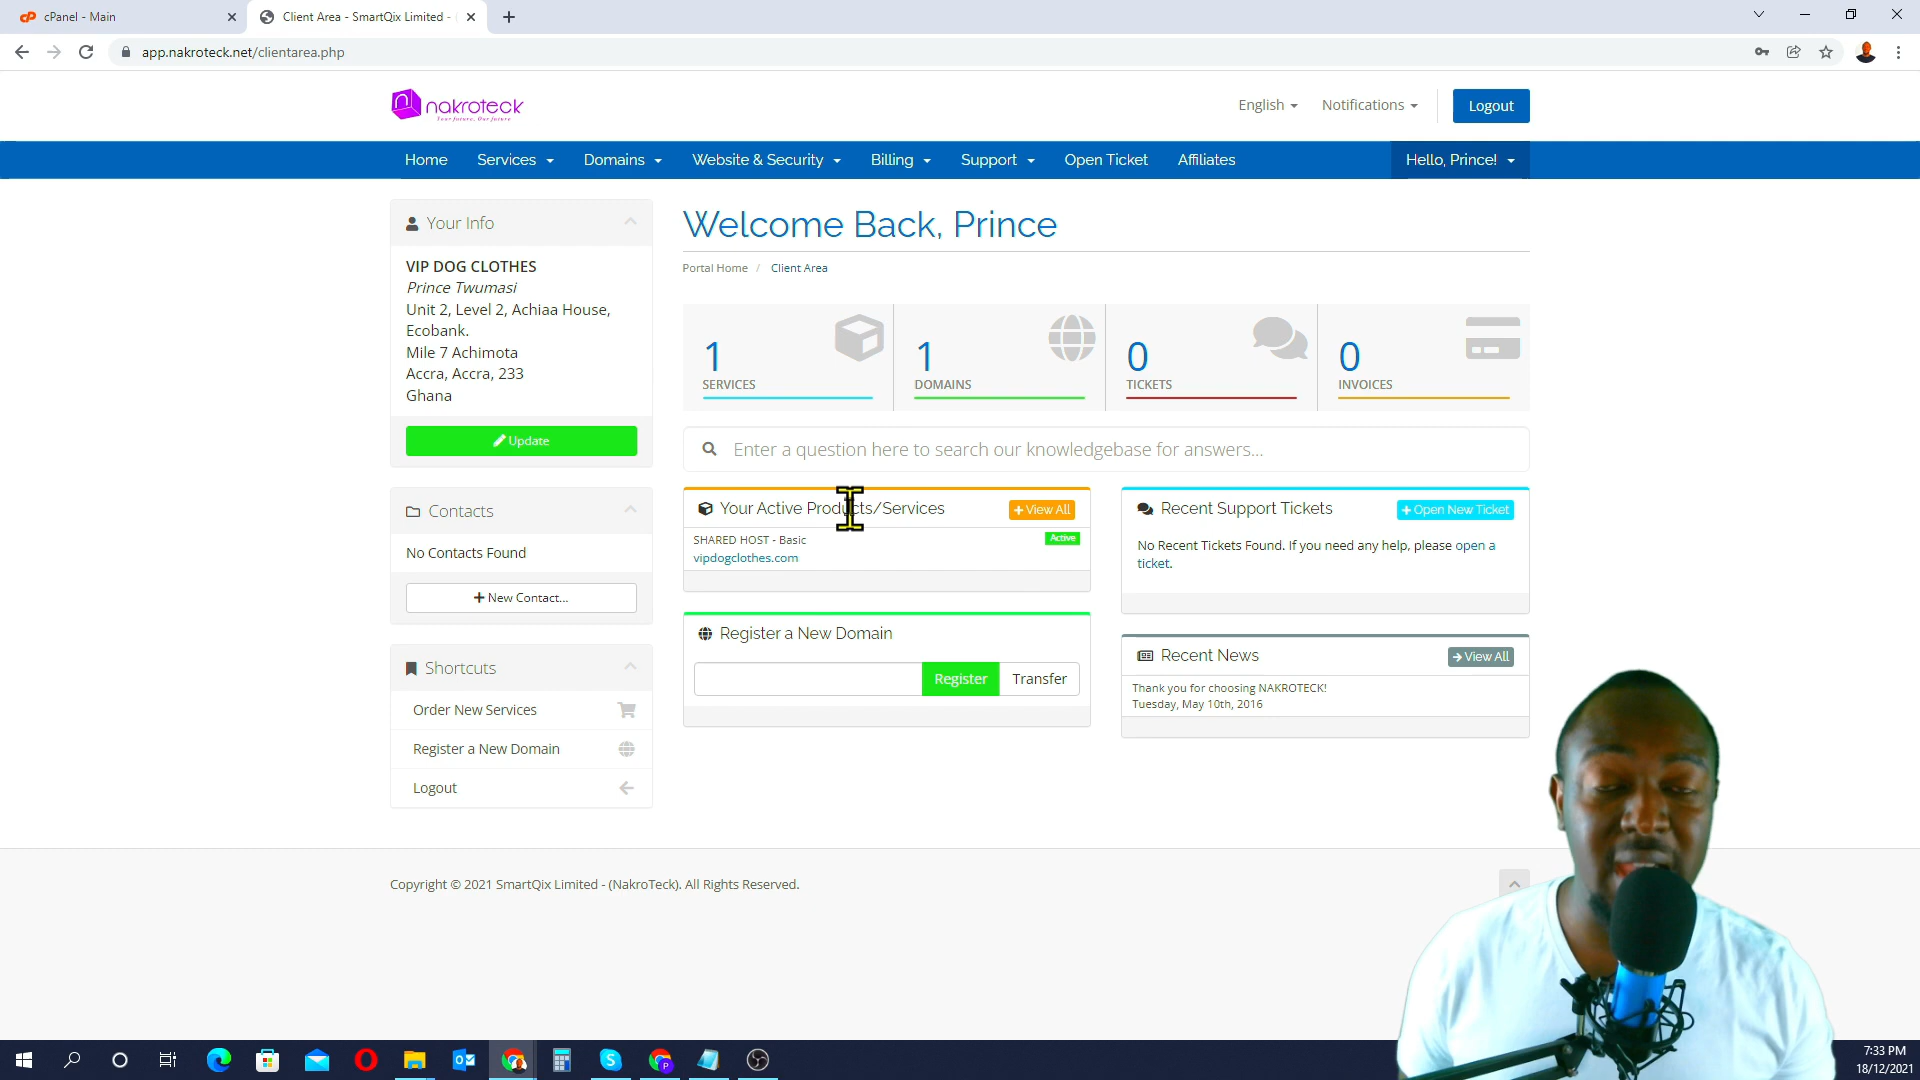 cPanel - Main
Client Area - SmartQix Limited -
app.nakroteck.net/clientarea.php
nakroteck
Your future, Our future
English
Notifications
Logout
Home
Services
Domains
Website & Security
Billing
Support
Open Ticket
Affiliates
Hello, Prince!
Your Info
VIP DOG CLOTHES
Prince Twumasi
Unit 2, Level 2, Achiaa House,
Ecobank.
Mile 7 Achimota
Accra, Accra, 233
Ghana
Update
Contacts
No Contacts Found
New Contact...
Shortcuts
Order New Services
Register a New Domain
Logout
Welcome Back, Prince
Portal Home / Client Area
1
SERVICES
1
DOMAINS
0
TICKETS
0
INVOICES
Enter a question here to search our knowledgebase for answers...
Your Active Products/Services
View All
SHARED HOST - Basic
Active
vipdogclothes.com
Register a New Domain
Register
Transfer
Recent Support Tickets
Open New Ticket
No Recent Tickets Found. If you need any help, please open a
ticket.
Recent News
View All
Thank you for choosing NAKROTECK!
Tuesday, May 10th, 2016
Copyright © 2021 SmartQix Limited - (NakroTeck). All Rights Reserved.
7:33 PM
18/12/2021